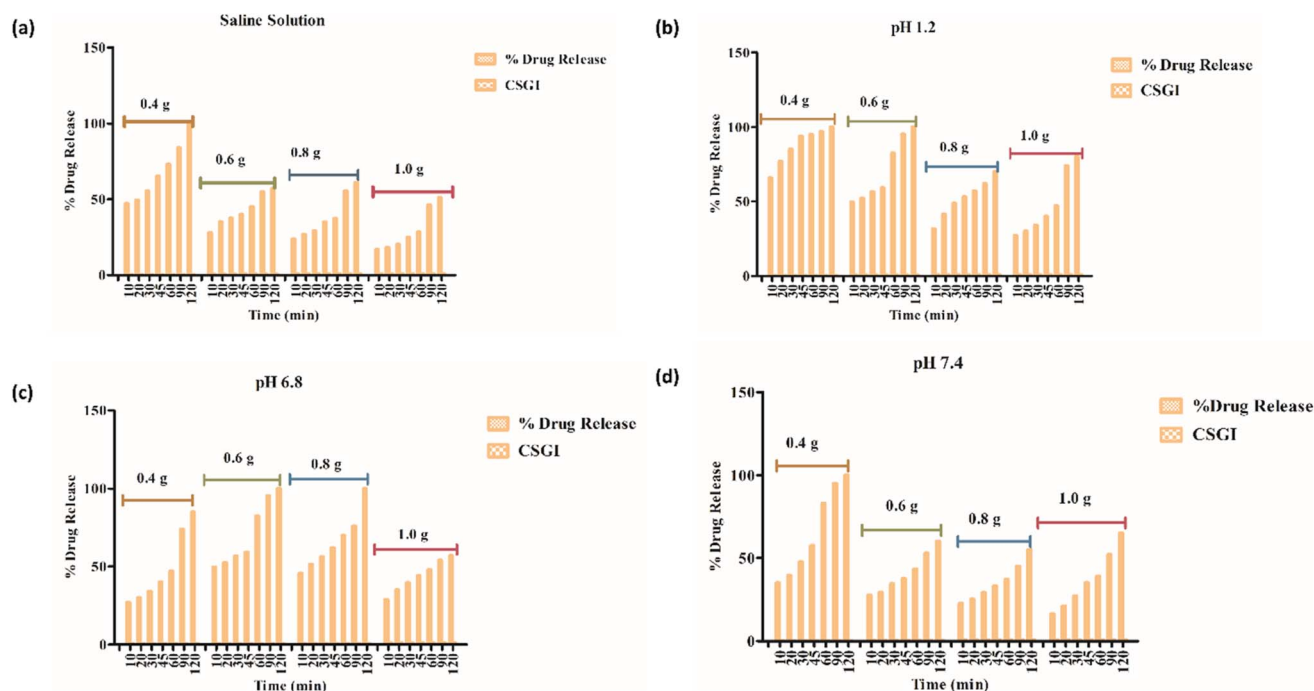 (a)
Saline Solution
% Drug Release
CSGI
150
100
50
0
% Drug Release
0.4 g
0.6 g
0.8 g
1.0 g
10 20 30 45 60 90 120 10 20 30 45 60 90 120 10 20 30 45 60 90 120 10 20 30 45 60 90 120
Time (min)
(b)
pH 1.2
% Drug Release
CSGI
150
100
50
0
% Drug Release
0.4 g
0.6 g
0.8 g
1.0 g
10 20 30 45 60 90 120 10 20 30 45 60 90 120 10 20 30 45 60 90 120 10 20 30 45 60 90 120
Time (min)
(c)
pH 6.8
% Drug Release
CSGI
150
100
50
0
% Drug Release
0.4 g
0.6 g
0.8 g
1.0 g
10 20 30 45 60 90 120 10 20 30 45 60 90 120 10 20 30 45 60 90 120 10 20 30 45 60 90 120
Time (min)
(d)
pH 7.4
%Drug Release
CSGI
150
100
50
0
% Drug Release
0.4 g
0.6 g
0.8 g
1.0 g
10 20 30 45 60 90 120 10 20 30 45 60 90 120 10 20 30 45 60 90 120 10 20 30 45 60 90 120
Time (min)